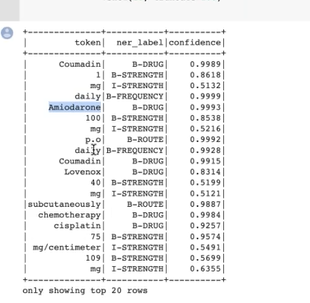 +------------+-----------+----------+
| token| ner_label|confidence|
+------------+-----------+----------+
| Coumadin| B-DRUG| 0.9989|
| 1| B-STRENGTH| 0.8618|
| mg| I-STRENGTH| 0.5132|
| daily|B-FREQUENCY| 0.9999|
| Amiodarone| B-DRUG| 0.9993|
| 100| B-STRENGTH| 0.8538|
| mg| I-STRENGTH| 0.5216|
| p.o| B-ROUTE| 0.9992|
| daily|B-FREQUENCY| 0.9928|
| Coumadin| B-DRUG| 0.9915|
| Lovenox| B-DRUG| 0.8314|
| 40| B-STRENGTH| 0.5199|
| mg| I-STRENGTH| 0.5121|
|subcutaneously| B-ROUTE| 0.9887|
| chemotherapy| B-DRUG| 0.9984|
| cisplatin| B-DRUG| 0.9257|
| 75| B-STRENGTH| 0.9574|
| mg/centimeter| I-STRENGTH| 0.5491|
| 109| B-STRENGTH| 0.5699|
| mg| I-STRENGTH| 0.6355|
+------------+-----------+----------+
only showing top 20 rows